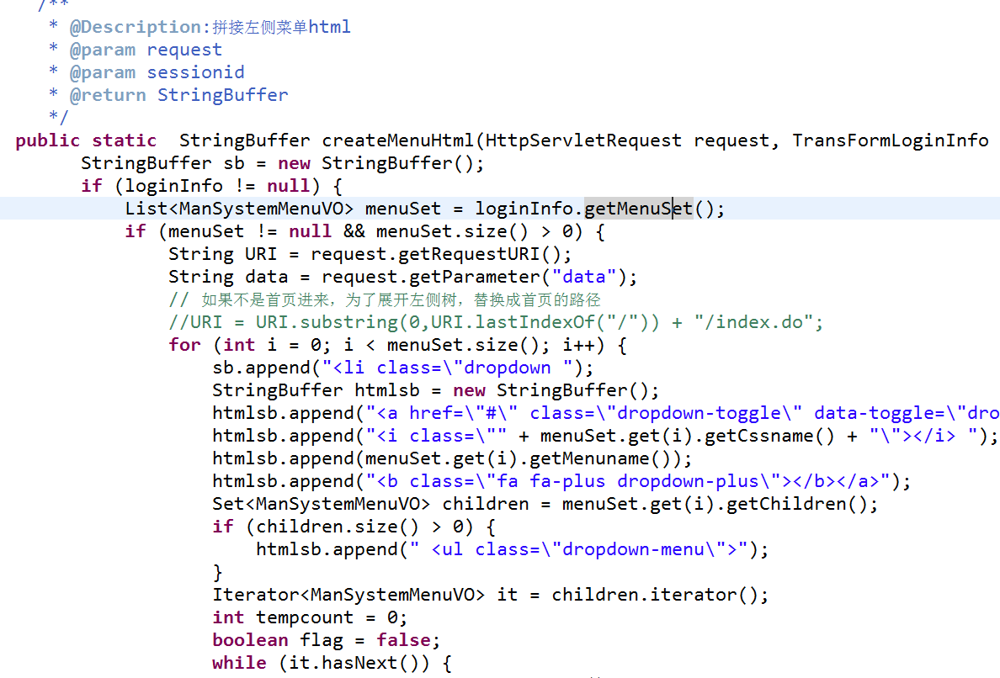 /**
* @Description:拼接左侧菜单html
* @param request
* @param sessionid
* @return StringBuffer
*/
public static  StringBuffer createMenuHtml(HttpServletRequest request, TransFormLoginInfo
StringBuffer sb = new StringBuffer();
if (loginInfo != null) {
List<ManSystemMenuVO> menuSet = loginInfo.getMenuSet();
if (menuSet != null && menuSet.size() > 0) {
String URI = request.getRequestURI();
String data = request.getParameter("data");
// 如果不是首页进来，为了展开左侧树，替换成首页的路径
//URI = URI.substring(0,URI.lastIndexOf("/")) + "/index.do";
for (int i = 0; i < menuSet.size(); i++) {
sb.append("<li class=\"dropdown ");
StringBuffer htmlsb = new StringBuffer();
htmlsb.append("<a href=\"#\" class=\"dropdown-toggle\" data-toggle=\"dro
htmlsb.append("<i class=\"" + menuSet.get(i).getCssname() + "\"></i> ");
htmlsb.append(menuSet.get(i).getMenuname());
htmlsb.append("<b class=\"fa fa-plus dropdown-plus\"></b></a>");
Set<ManSystemMenuVO> children = menuSet.get(i).getChildren();
if (children.size() > 0) {
htmlsb.append(" <ul class=\"dropdown-menu\">");
}
Iterator<ManSystemMenuVO> it = children.iterator();
int tempcount = 0;
boolean flag = false;
while (it.hasNext()) {